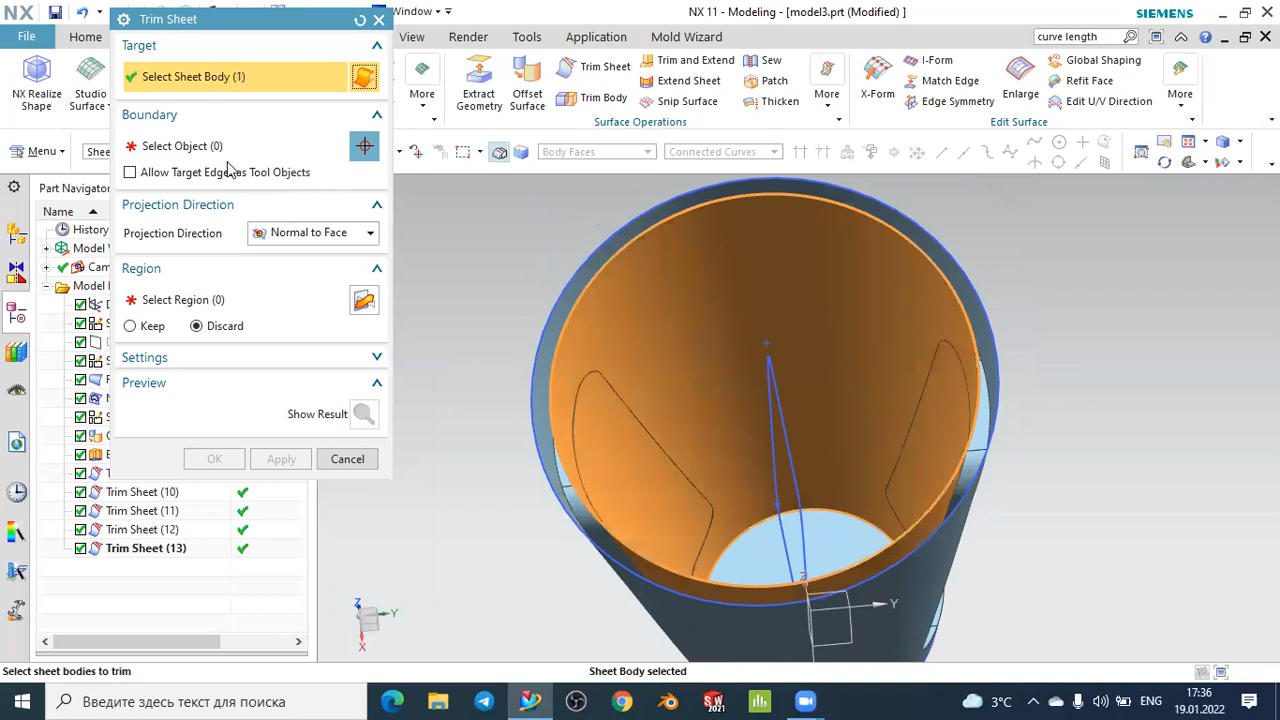 NX
Window
NX 11 - Modeling - [model3.prt (Modified) ]
SIEMENS
Trim Sheet
File
Home
View
Render
Tools
Application
Mold Wizard
curve length
NX Realize
Shape
Studio
Surface
More
Extract
Geometry
Offset
Surface
Trim Sheet
Trim Body
Trim and Extend
Extend Sheet
Snip Surface
Sew
Patch
Thicken
More
Surface Operations
X-Form
I-Form
Match Edge
Edge Symmetry
Enlarge
Global Shaping
Refit Face
Edit U/V Direction
More
Edit Surface
Menu
Body Faces
Connected Curves
Target
Select Sheet Body (1)
Boundary
Select Object (0)
Allow Target Edges as Tool Objects
Projection Direction
Projection Direction
Normal to Face
Region
Select Region (0)
Keep
Discard
Settings
Preview
Show Result
OK
Apply
Cancel
Part Navigator
Name
Trim Sheet (10)
Trim Sheet (11)
Trim Sheet (12)
Trim Sheet (13)
Z
Y
X
Y
Select sheet bodies to trim
Sheet Body selected
Введите здесь текст для поиска
SW
2021
3°C
ENG
17:36
19.01.2022